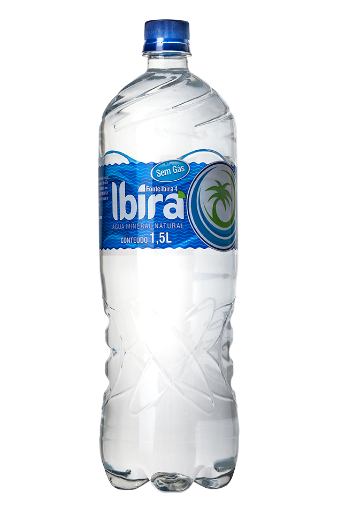 Sem Gás
Fonte Ibirá 4
Ibirá
ÁGUA MINERAL NATURAL
CONTEÚDO 1,5L